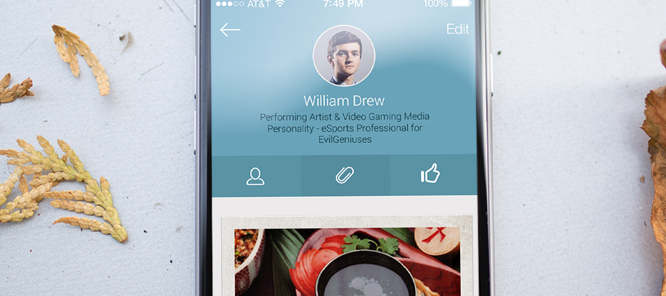 AT&T 7:49 PM 100%
Edit
William Drew
Performing Artist & Video Gaming Media
Personality - eSports Professional for
EvilGeniuses